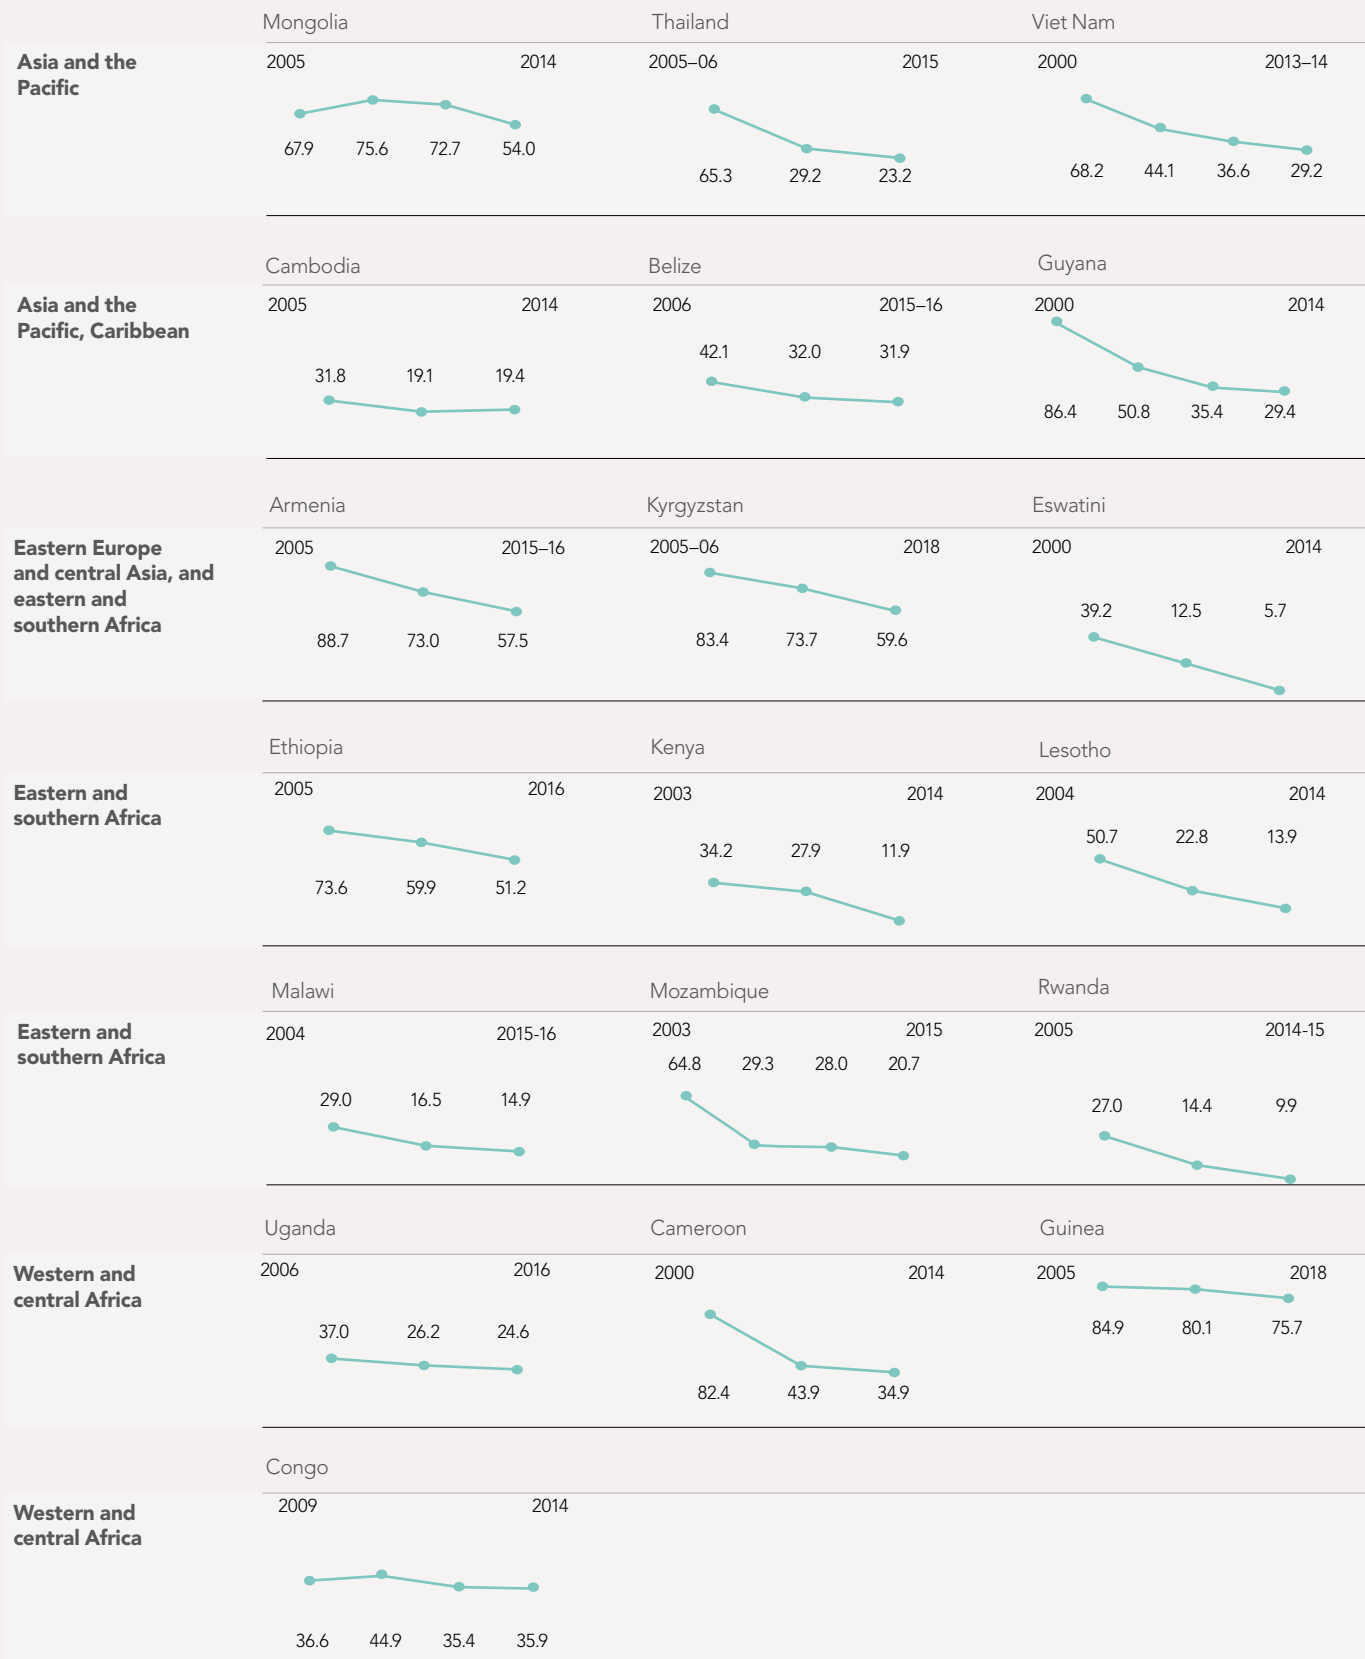 Mongolia Thailand Viet Nam
Asia and the
Pacific
2005 2014 2005–06 2015 2000 2013–14
67.9 75.6 72.7 54.0
65.3 29.2 23.2
68.2 44.1 36.6 29.2
Cambodia Belize Guyana
Asia and the
Pacific, Caribbean
2005 2014 2006 2015–16 2000 2014
31.8 19.1 19.4
42.1 32.0 31.9
86.4 50.8 35.4 29.4
Armenia Kyrgyzstan Eswatini
Eastern Europe
and central Asia, and
eastern and
southern Africa
2005 2015–16 2005–06 2018 2000 2014
88.7 73.0 57.5
83.4 73.7 59.6
39.2 12.5 5.7
Ethiopia Kenya Lesotho
Eastern and
southern Africa
2005 2016 2003 2014 2004 2014
73.6 59.9 51.2
34.2 27.9 11.9
50.7 22.8 13.9
Malawi Mozambique Rwanda
Eastern and
southern Africa
2004 2015-16 2003 2015 2005 2014-15
29.0 16.5 14.9
64.8 29.3 28.0 20.7
27.0 14.4 9.9
Uganda Cameroon Guinea
Western and
central Africa
2006 2016 2000 2014 2005 2018
37.0 26.2 24.6
82.4 43.9 34.9
84.9 80.1 75.7
Congo
Western and
central Africa
2009 2014
36.6 44.9 35.4 35.9